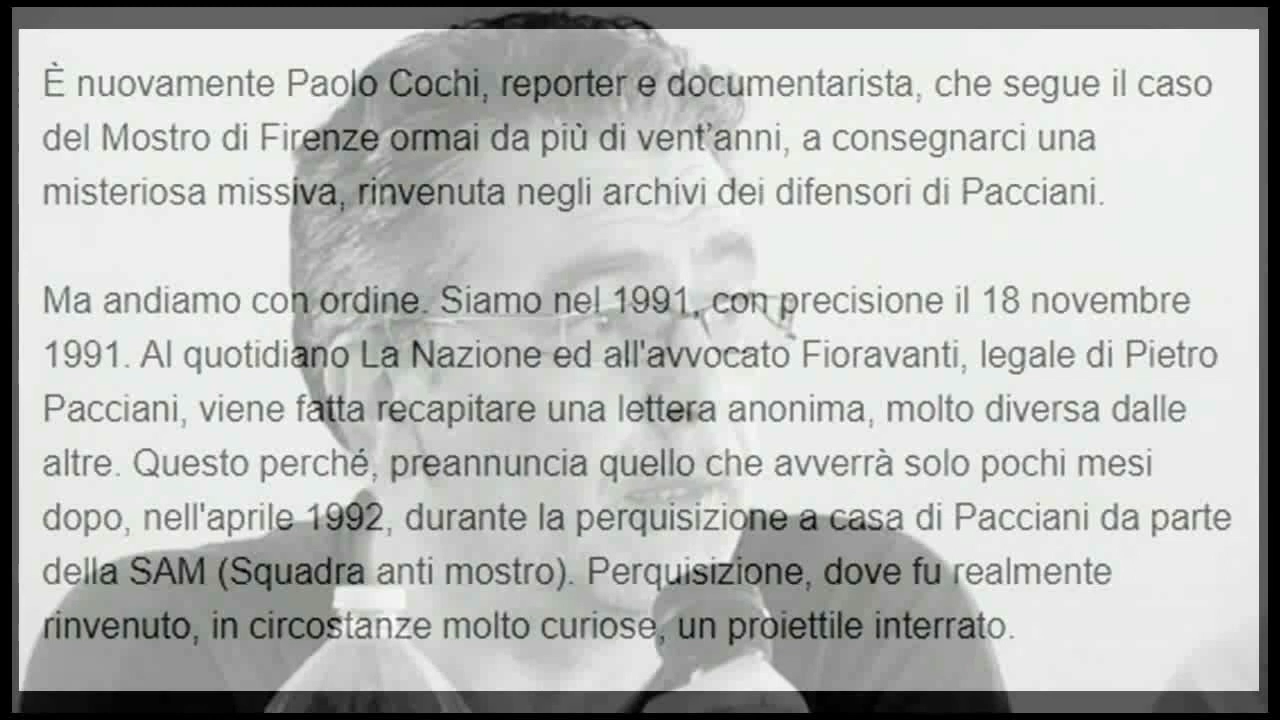 È nuovamente Paolo Cochi, reporter e documentarista, che segue il caso
del Mostro di Firenze ormai da più di vent'anni, a consegnarci una
misteriosa missiva, rinvenuta negli archivi dei difensori di Pacciani.
Ma andiamo con ordine. Siamo nel 1991, con precisione il 18 novembre
1991. Al quotidiano La Nazione ed all'avvocato Fioravanti, legale di Pietro
Pacciani, viene fatta recapitare una lettera anonima, molto diversa dalle
altre. Questo perché, preannuncia quello che avverrà solo pochi mesi
dopo, nell'aprile 1992, durante la perquisizione a casa di Pacciani da parte
della SAM (Squadra anti mostro). Perquisizione, dove fu realmente
rinvenuto, in circostanze molto curiose, un proiettile interrato.